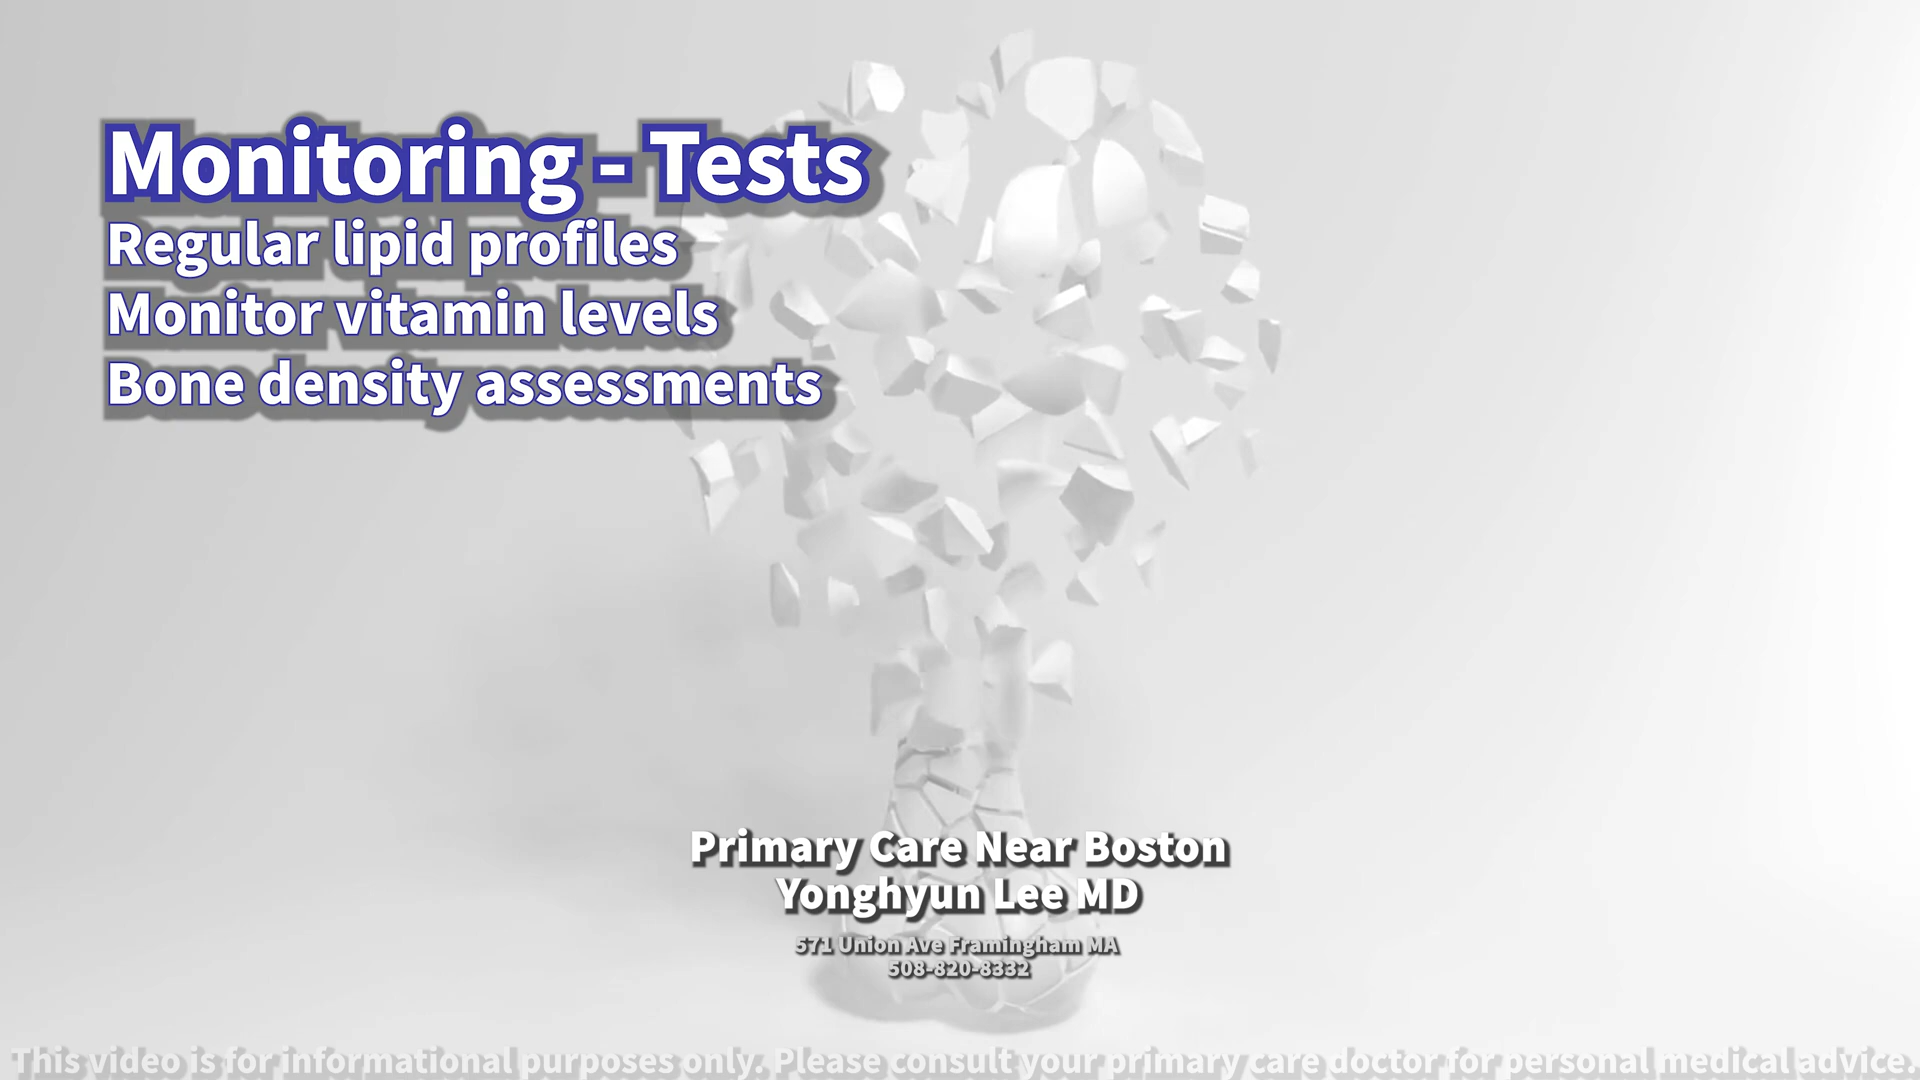 Monitoring - Tests
Regular lipid profiles
Monitor vitamin levels
Bone density assessments
Primary Care Near Boston
Yonghyun Lee MD
571 Union Ave Framingham MA
508-820-8332
This video is for informational purposes only. Please consult your primary care doctor for personal medical advice.